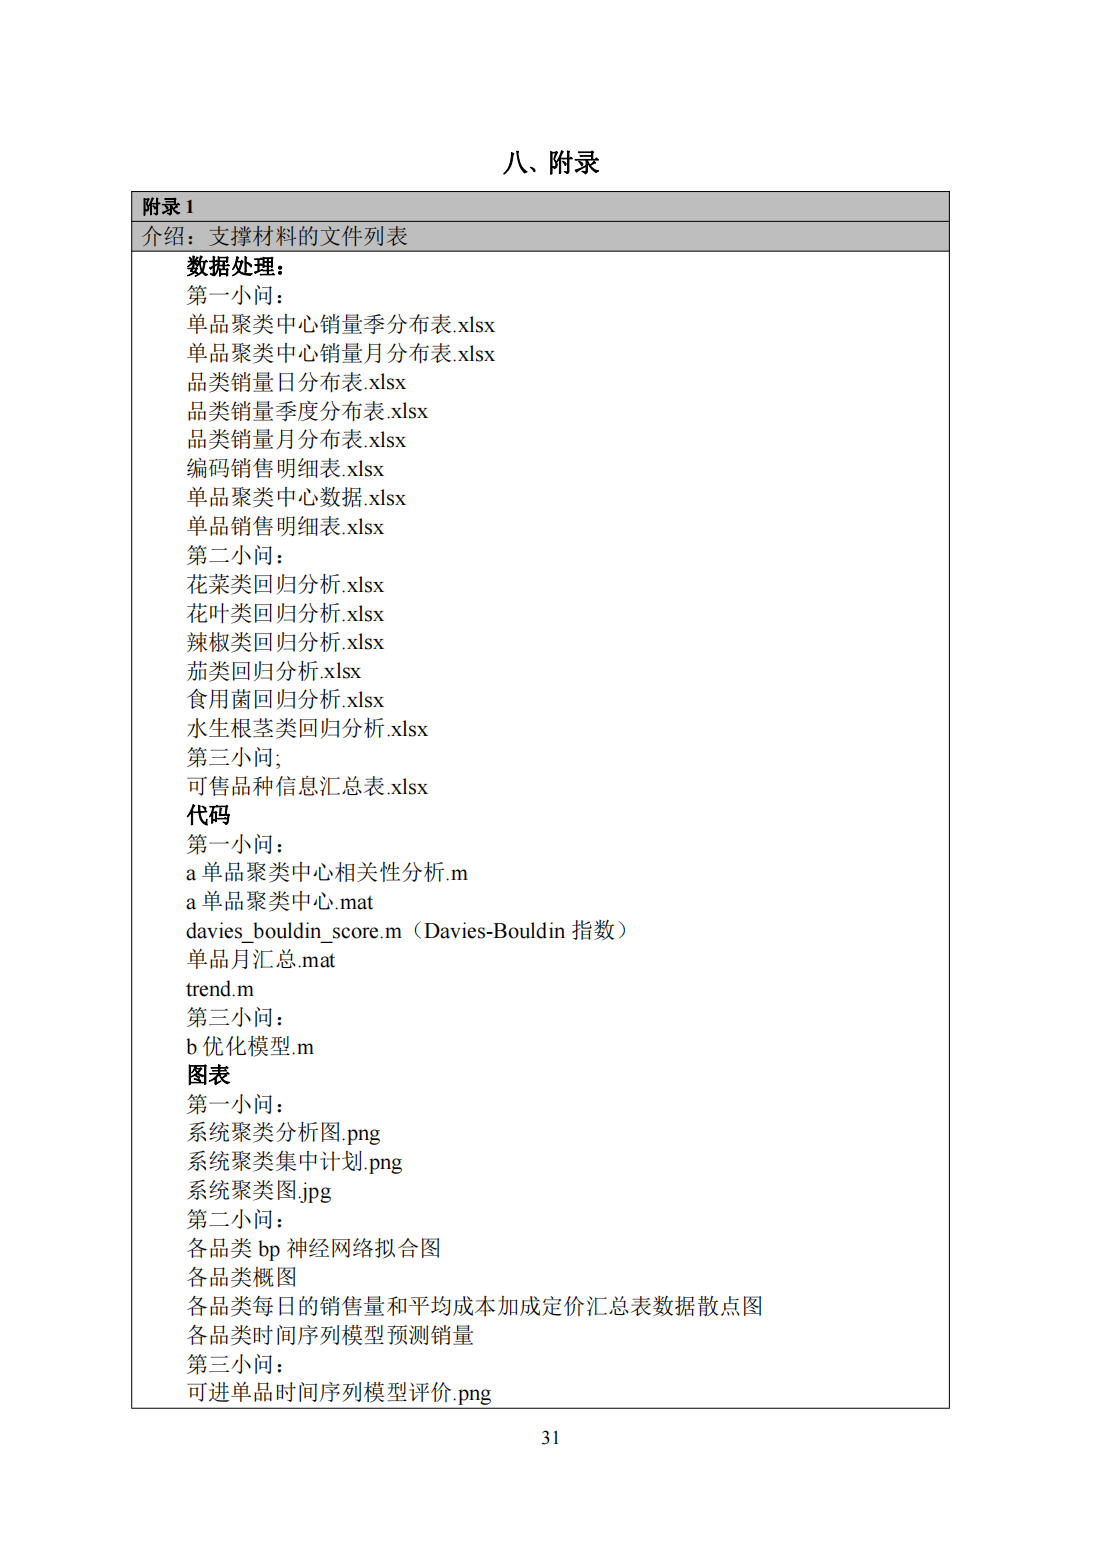 八、附录
附录 1
介绍：支撑材料的文件列表
数据处理：
第一小问：
单品聚类中心销量季分布表.xlsx
单品聚类中心销量月分布表.xlsx
品类销量日分布表.xlsx
品类销量季度分布表.xlsx
品类销量月分布表.xlsx
编码销售明细表.xlsx
单品聚类中心数据.xlsx
单品销售明细表.xlsx
第二小问：
花菜类回归分析.xlsx
花叶类回归分析.xlsx
辣椒类回归分析.xlsx
茄类回归分析.xlsx
食用菌回归分析.xlsx
水生根茎类回归分析.xlsx
第三小问;
可售品种信息汇总表.xlsx
代码
第一小问：
a 单品聚类中心相关性分析.m
a 单品聚类中心.mat
davies_bouldin_score.m（Davies-Bouldin 指数）
单品月汇总.mat
trend.m
第三小问：
b 优化模型.m
图表
第一小问：
系统聚类分析图.png
系统聚类集中计划.png
系统聚类图.jpg
第二小问：
各品类 bp 神经网络拟合图
各品类概图
各品类每日的销售量和平均成本加成定价汇总表数据散点图
各品类时间序列模型预测销量
第三小问：
可进单品时间序列模型评价.png
31